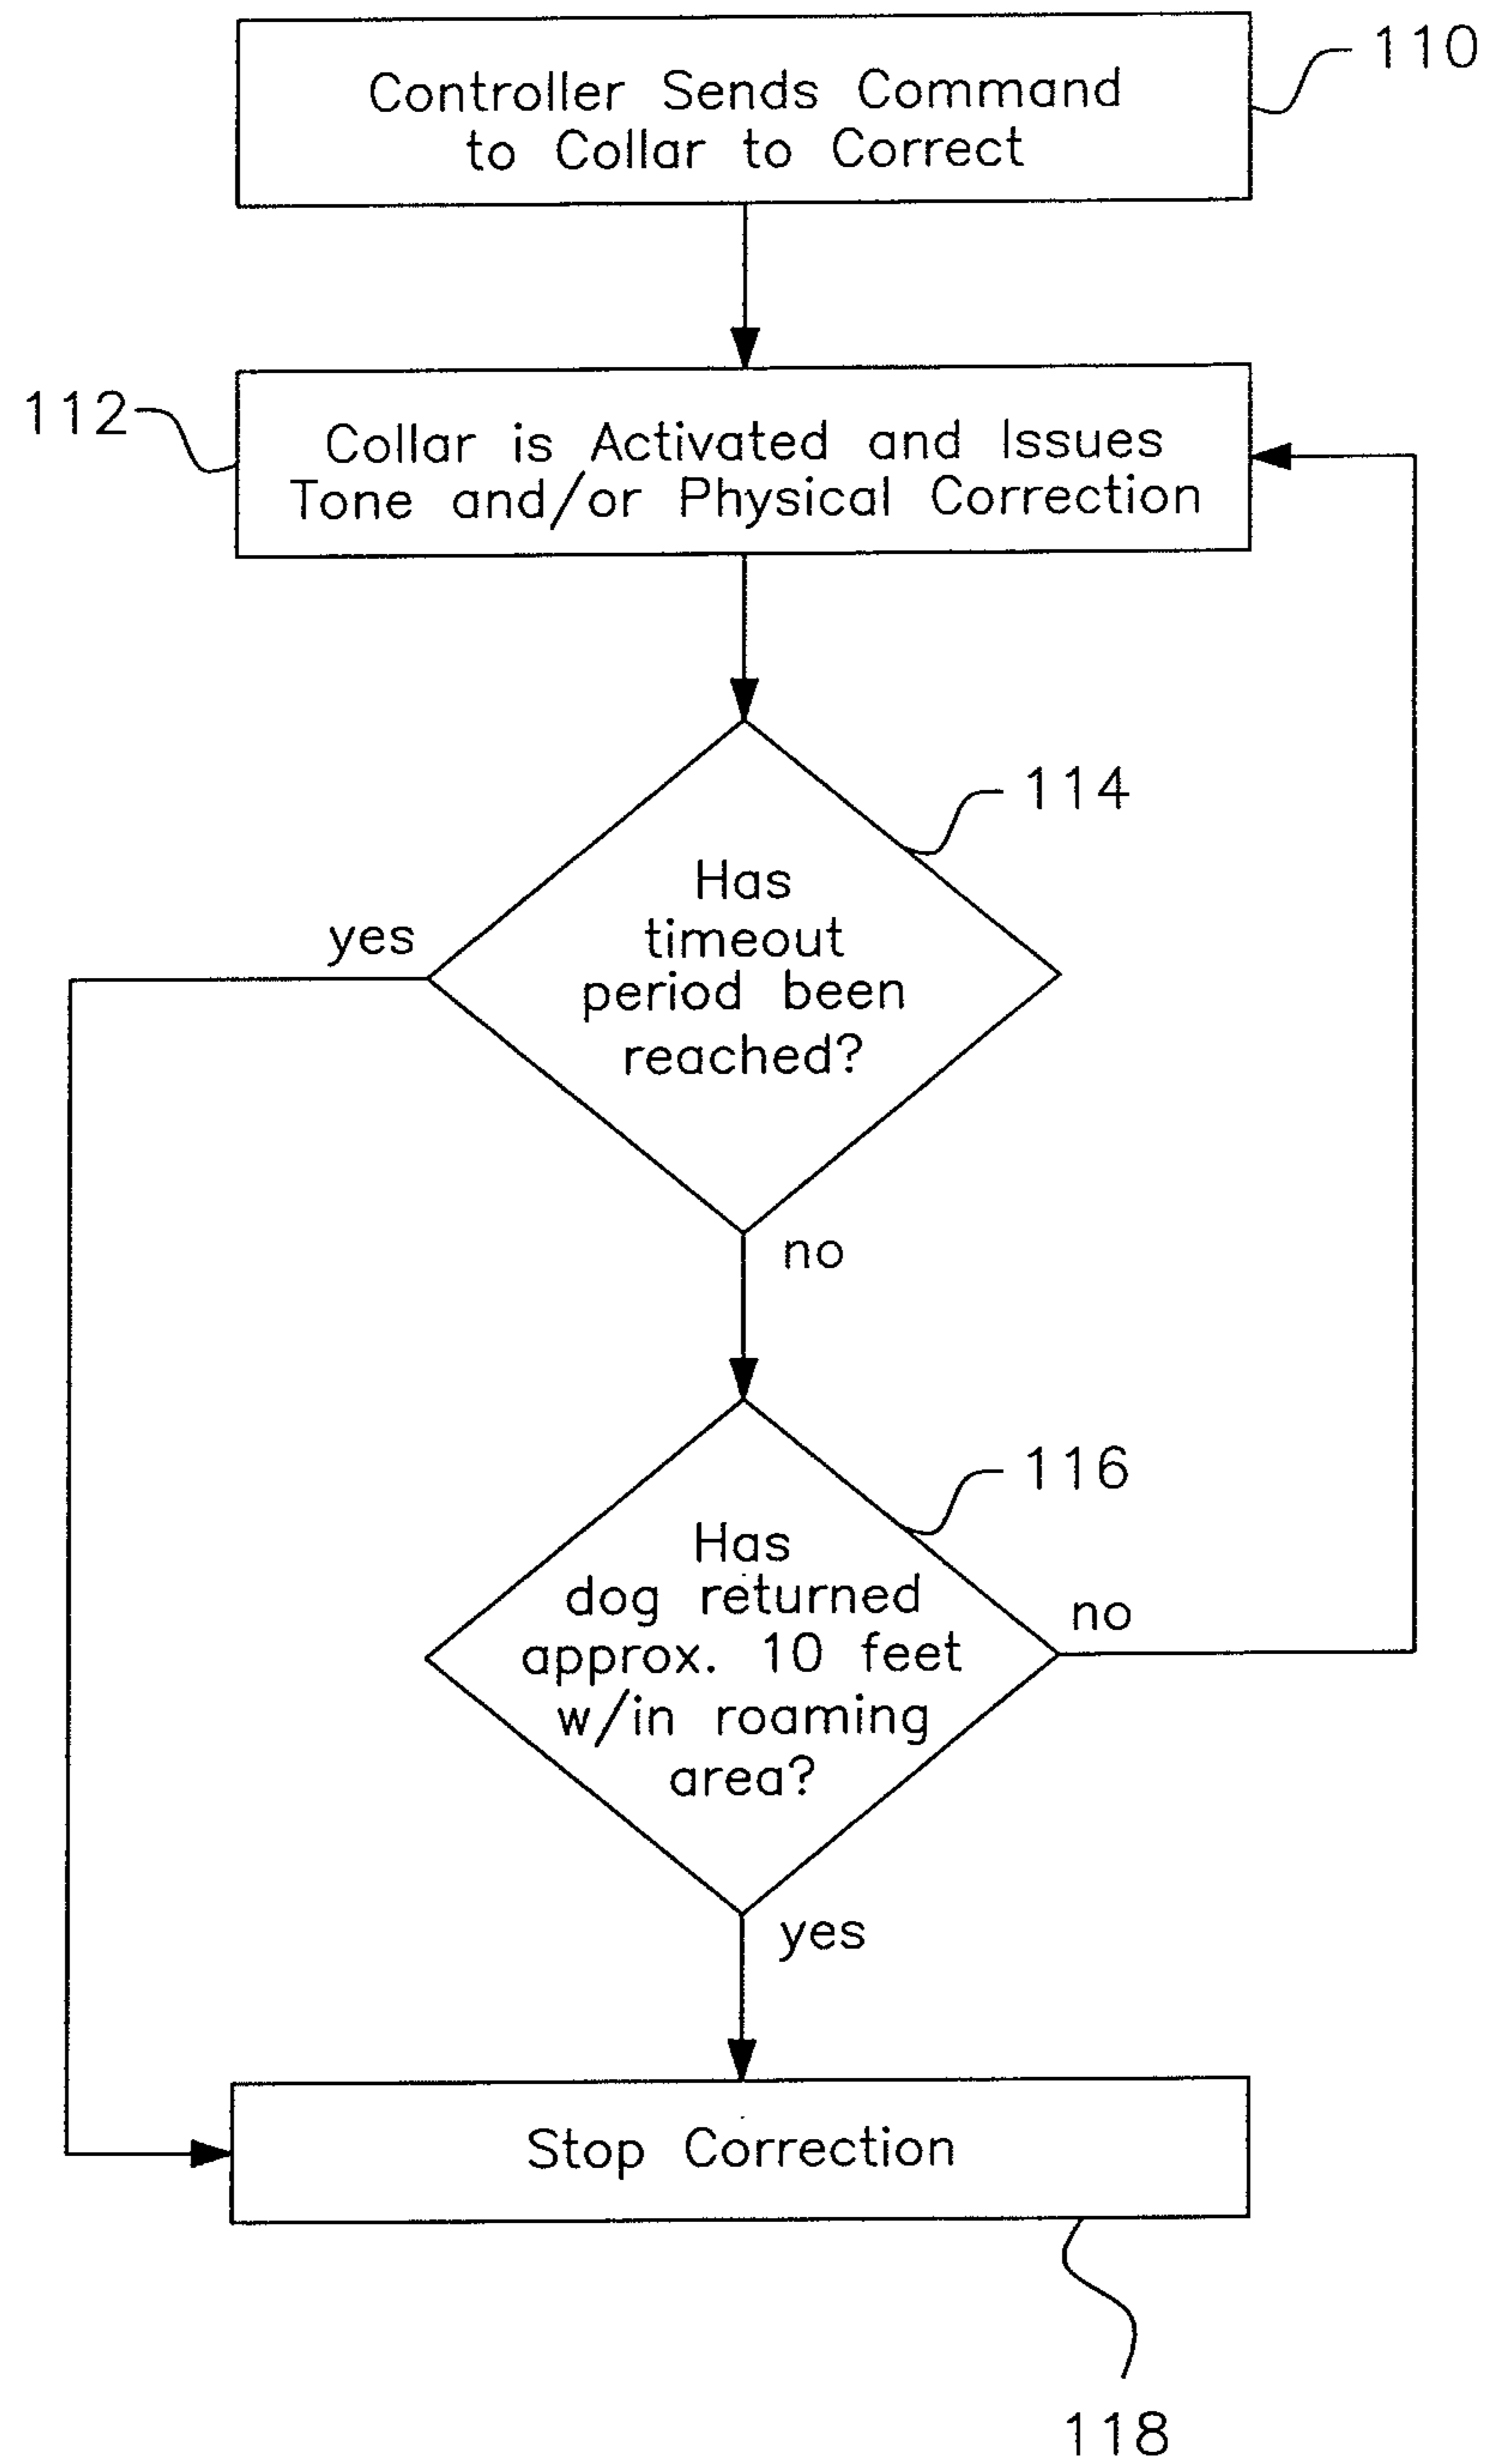 Controller Sends Command
to Collar to Correct
110
Collar is Activated and Issues
Tone and/or Physical Correction
112
114
Has
timeout
period been
reached?
yes
no
116
Has
dog returned
approx. 10 feet
w/in roaming
area?
no
yes
Stop Correction
118